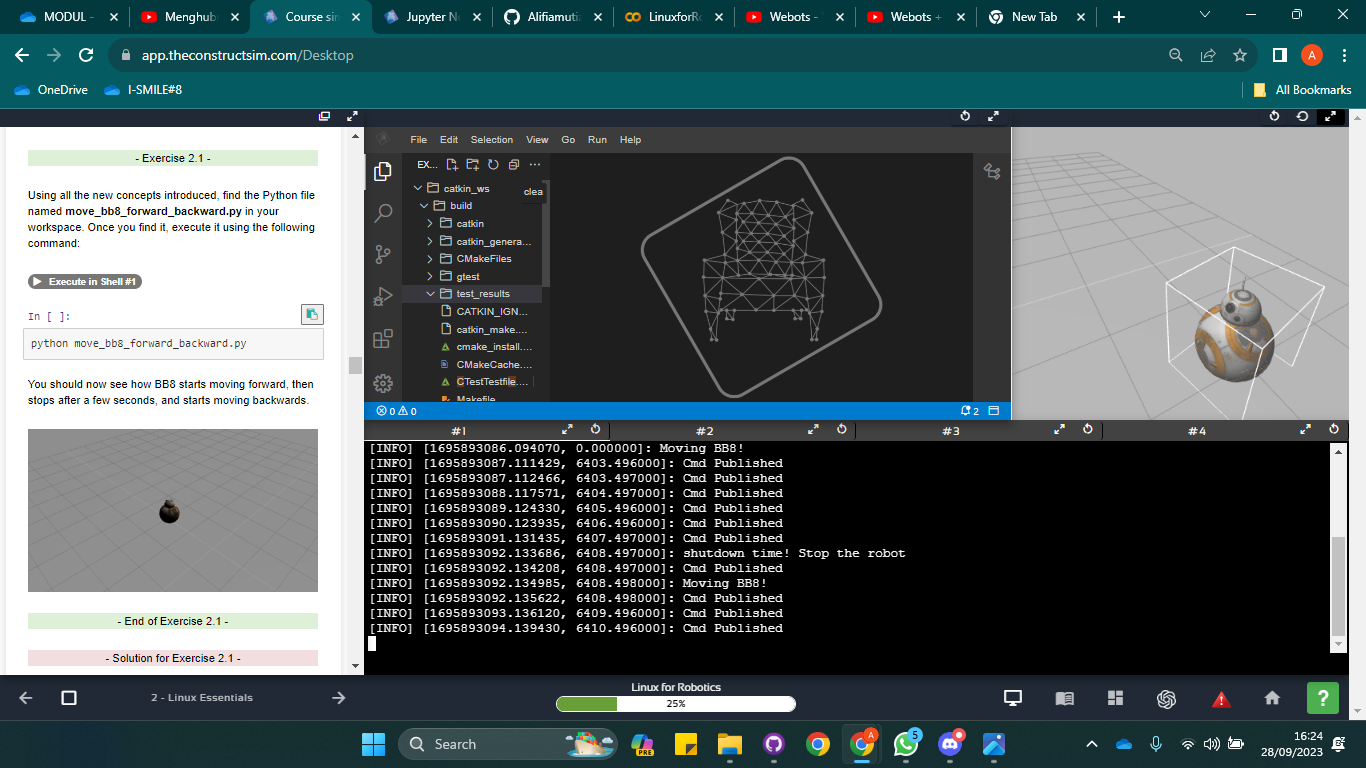 MODUL -
Menghub
Course sin
Jupyter N
Alifiamuti
LinuxforRo
Webots -
Webots +
New Tab
app.theconstructsim.com/Desktop
A
OneDrive
I-SMILE#8
All Bookmarks
- Exercise 2.1 -
Using all the new concepts introduced, find the Python file
named move_bb8_forward_backward.py in your
workspace. Once you find it, execute it using the following
command:
Execute in Shell #1
In [ ]:
python move_bb8_forward_backward.py
You should now see how BB8 starts moving forward, then
stops after a few seconds, and starts moving backwards.
- End of Exercise 2.1 -
- Solution for Exercise 2.1 -
File Edit Selection View Go Run Help
EX...
catkin_ws
clea
build
catkin
catkin_genera...
CMakeFiles
gtest
test_results
CATKIN_IGN...
catkin_make....
cmake_install....
CMakeCache....
CTestTestfile....
Makefile
0 0
2
#1 #2 #3 #4
[INFO] [1695893086.094070, 0.000000]: Moving BB8!
[INFO] [1695893087.111429, 6403.496000]: Cmd Published
[INFO] [1695893087.112466, 6403.497000]: Cmd Published
[INFO] [1695893088.117571, 6404.497000]: Cmd Published
[INFO] [1695893089.124330, 6405.496000]: Cmd Published
[INFO] [1695893090.123935, 6406.496000]: Cmd Published
[INFO] [1695893091.131435, 6407.497000]: Cmd Published
[INFO] [1695893092.133686, 6408.497000]: shutdown time! Stop the robot
[INFO] [1695893092.134208, 6408.497000]: Cmd Published
[INFO] [1695893092.134985, 6408.498000]: Moving BB8!
[INFO] [1695893092.135622, 6408.498000]: Cmd Published
[INFO] [1695893093.136120, 6409.496000]: Cmd Published
[INFO] [1695893094.139430, 6410.496000]: Cmd Published
2 - Linux Essentials
Linux for Robotics
25%
?
Search
PRE
A
5
16:24
28/09/2023